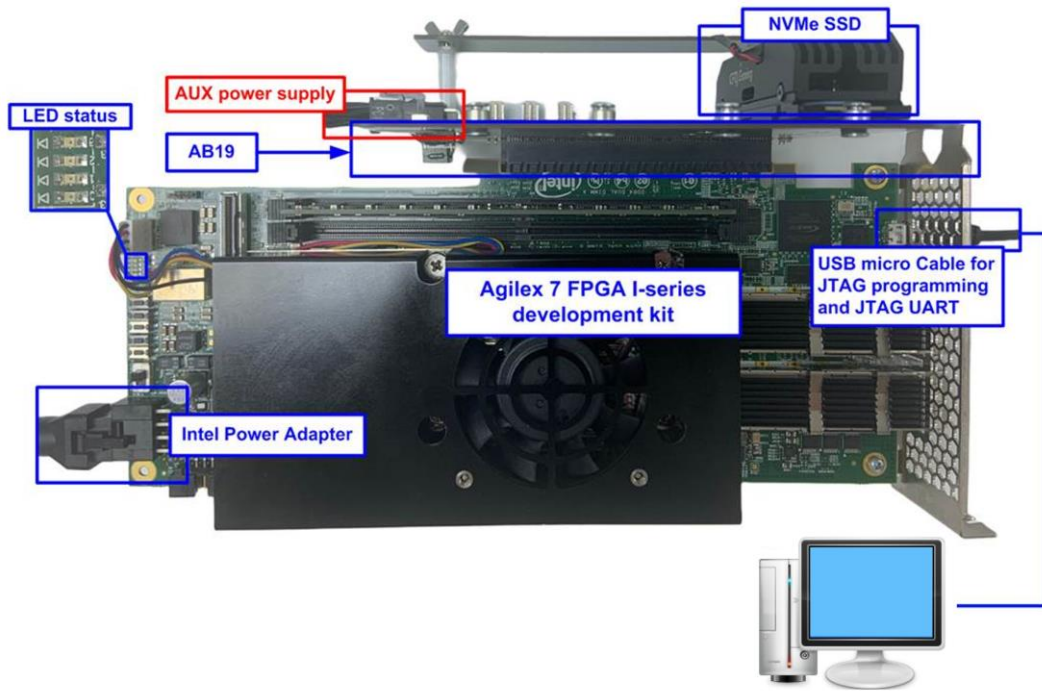 NVMe SSD
AUX power supply
LED status
AB19
intel
USB micro Cable for
JTAG programming
and JTAG UART
Agilex 7 FPGA I-series
development kit
Intel Power Adapter